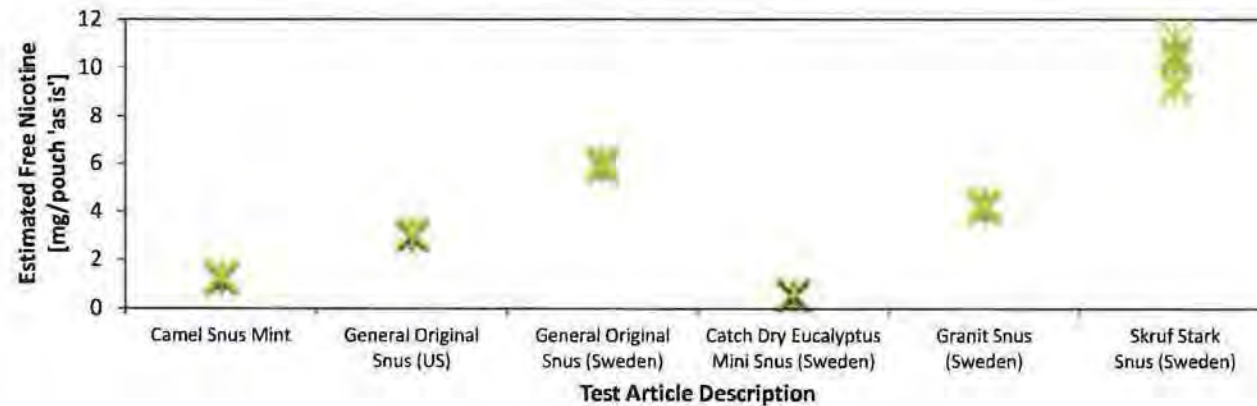 Estimated Free Nicotine
[mg/pouch 'as is']
12
10
8
6
4
2
0
Camel Snus Mint
General Original
Snus (US)
General Original
Snus (Sweden)
Catch Dry Eucalyptus
Mini Snus (Sweden)
Granit Snus
(Sweden)
Skruf Stark
Snus (Sweden)
Test Article Description